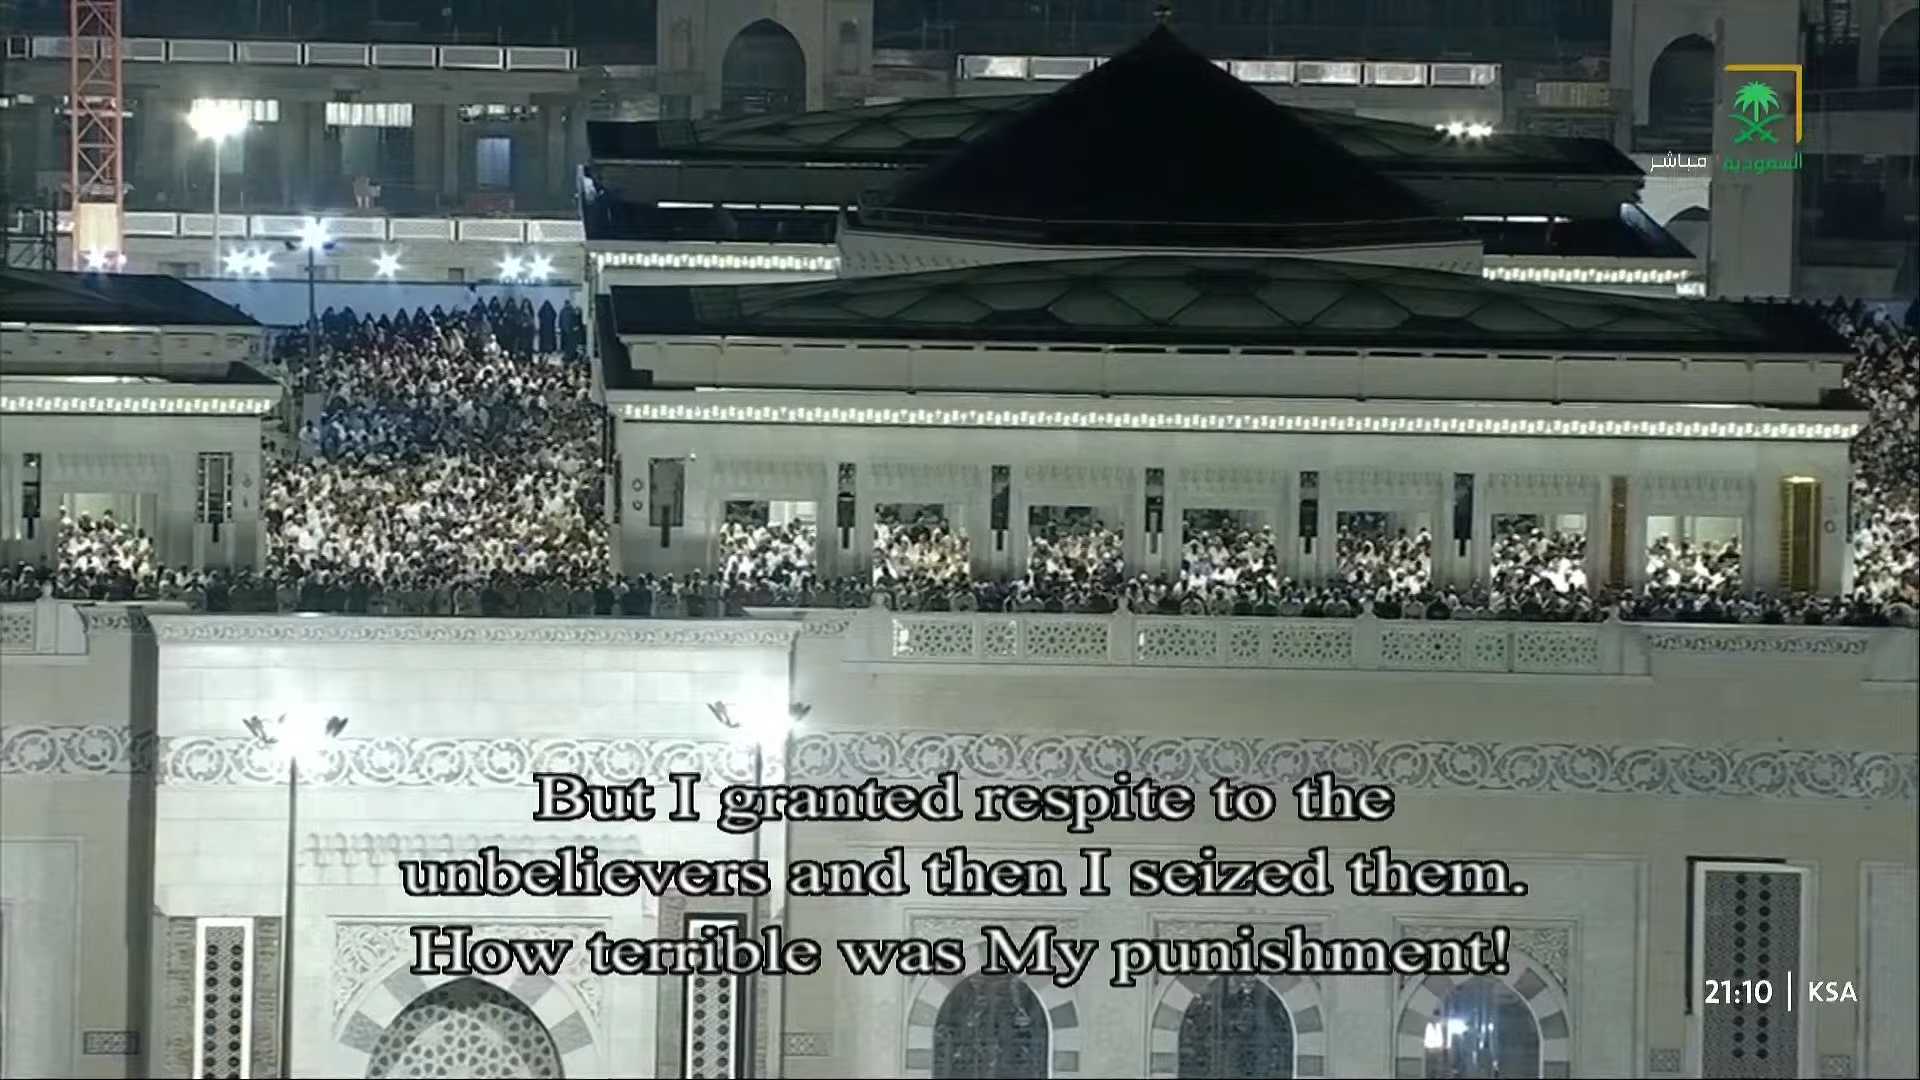 السعودية
مباشر
But I granted respite to the
unbelievers and then I seized them.
How terrible was My punishment!
21:10 | KSA